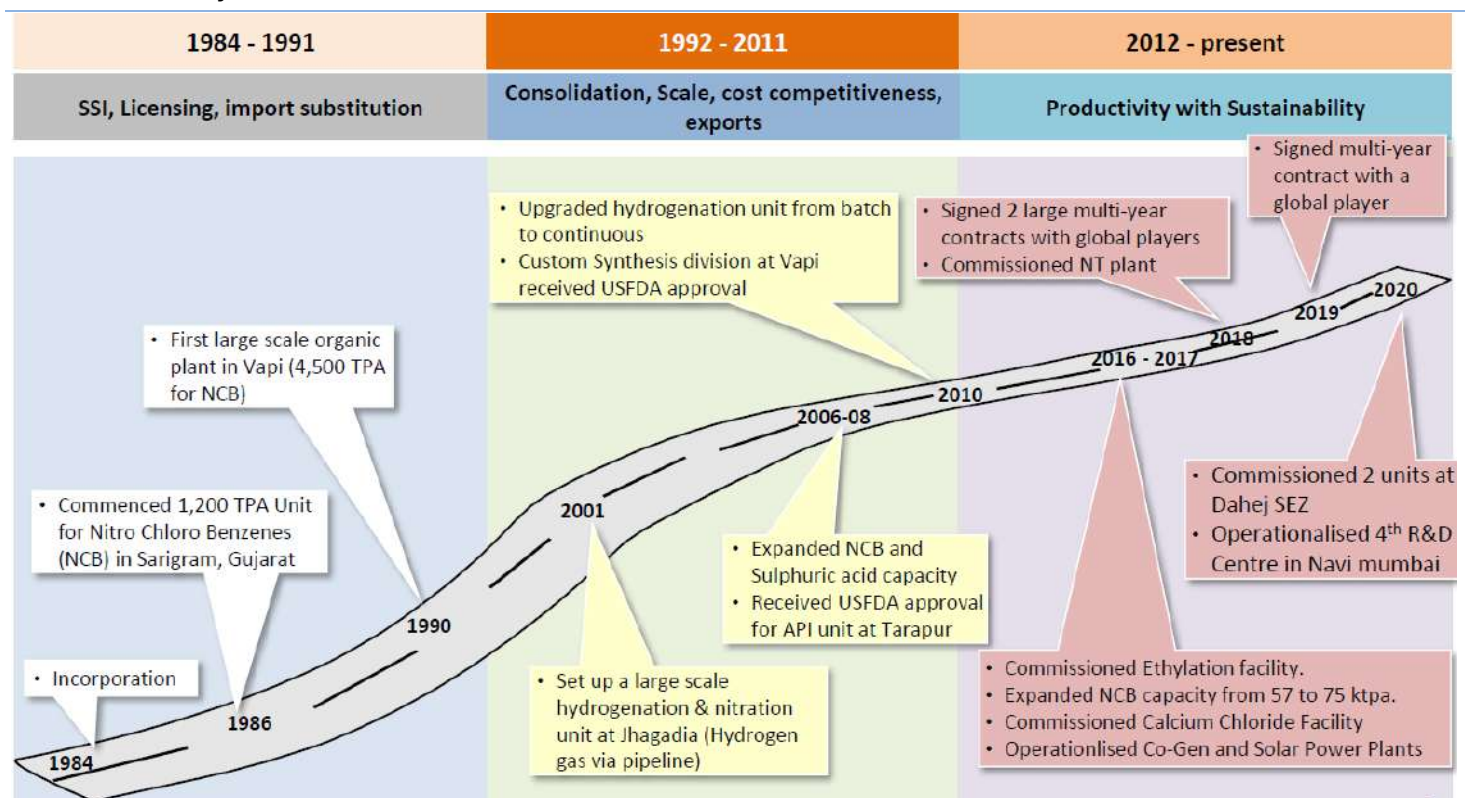 1984 - 1991
1992 - 2011
2012 - present
SSI, Licensing, import substitution
Consolidation, Scale, cost competitiveness,
exports
Productivity with Sustainability
• Signed multi-year
contract with a
global player
• Upgraded hydrogenation unit from batch
to continuous
• Custom Synthesis division at Vapi
received USFDA approval
• Signed 2 large multi-year
contracts with global players
• Commissioned NT plant
• First large scale organic
plant in Vapi (4,500 TPA
for NCB)
• Commenced 1,200 TPA Unit
for Nitro Chloro Benzenes
(NCB) in Sarigram, Gujarat
• Incorporation
1984
1986
1990
2001
2006-08
2010
2016 - 2017
2018
2019
2020
• Set up a large scale
hydrogenation & nitration
unit at Jhagadia (Hydrogen
gas via pipeline)
• Expanded NCB and
Sulphuric acid capacity
• Received USFDA approval
for API unit at Tarapur
• Commissioned 2 units at
Dahej SEZ
• Operationalised 4th R&D
Centre in Navi mumbai
• Commissioned Ethylation facility.
• Expanded NCB capacity from 57 to 75 ktpa.
• Commissioned Calcium Chloride Facility
• Operationlised Co-Gen and Solar Power Plants